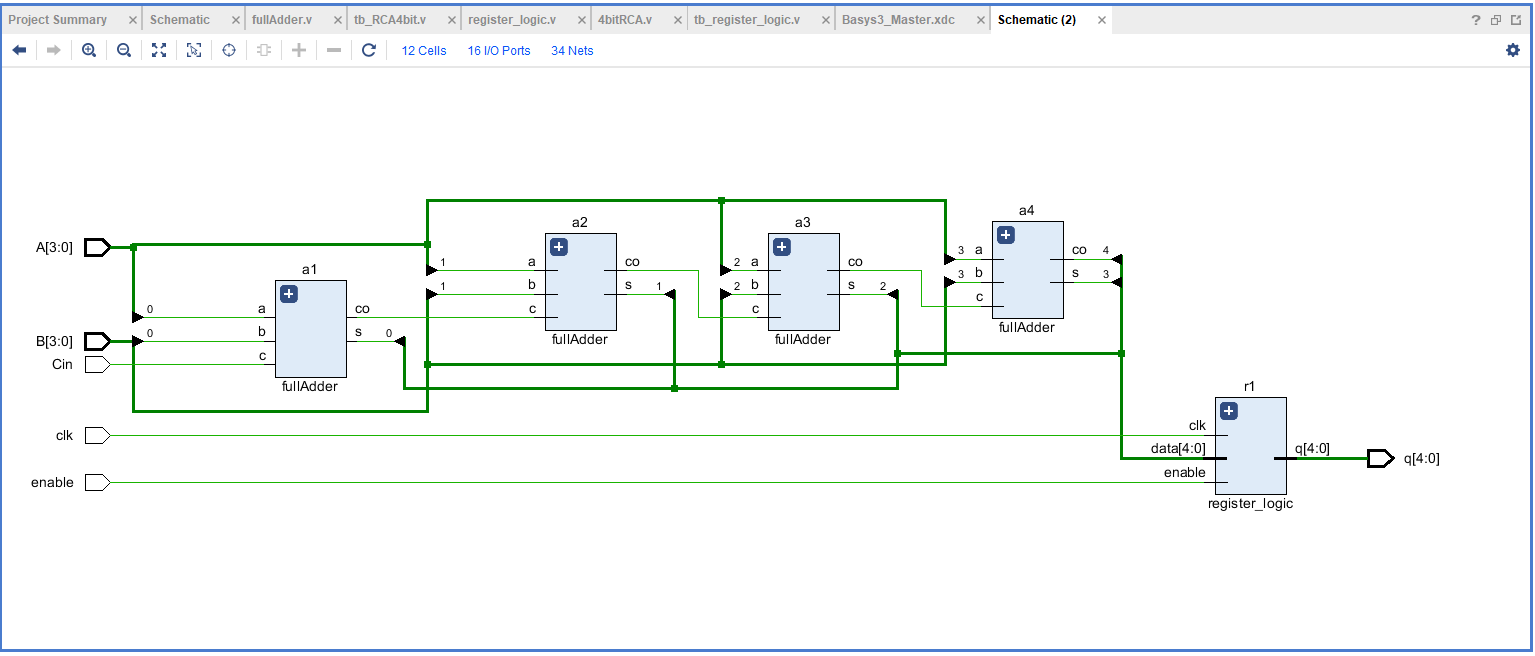 Project Summary × Schematic × fullAdder.v × tb_RCA4bit.v × register_logic.v × 4bitRCA.v × tb_register_logic.v × Basys3_Master.xdc × Schematic (2) × ?
12 Cells 16 I/O Ports 34 Nets
a4
a2 a3
3 a co 4
A[3:0]
1 a co 2 a co
3 b s 3
a1
1 b s 1 2 b s 2
c
0 a co
c c
fullAdder
0 b s 0
B[3:0]
fullAdder fullAdder
c
Cin
fullAdder
r1
clk
clk
data[4:0] q[4:0] q[4:0]
enable
enable
register_logic